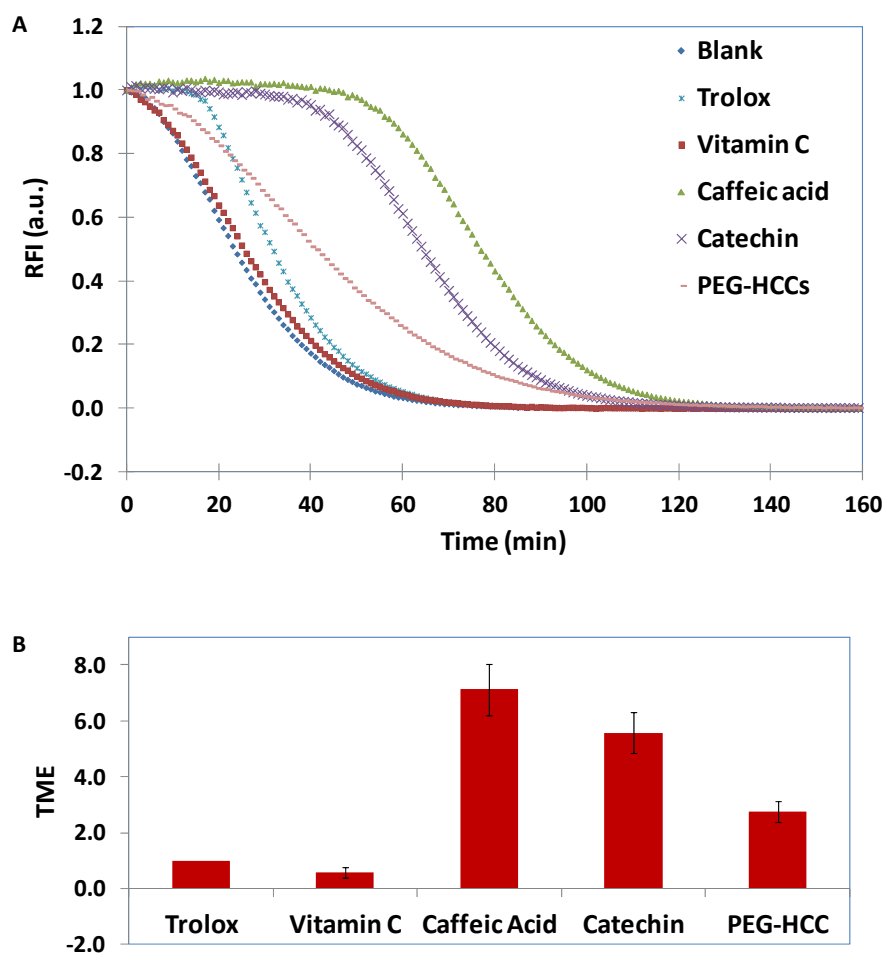 A
1.2
1.0
0.8
0.6
0.4
0.2
0.0
-0.2
RFI (a.u.)
0 20 40 60 80 100 120 140 160
Time (min)
Blank
Trolox
Vitamin C
Caffeic acid
Catechin
PEG-HCCs
B
8.0
6.0
4.0
2.0
0.0
-2.0
TME
Trolox Vitamin C Caffeic Acid Catechin PEG-HCC